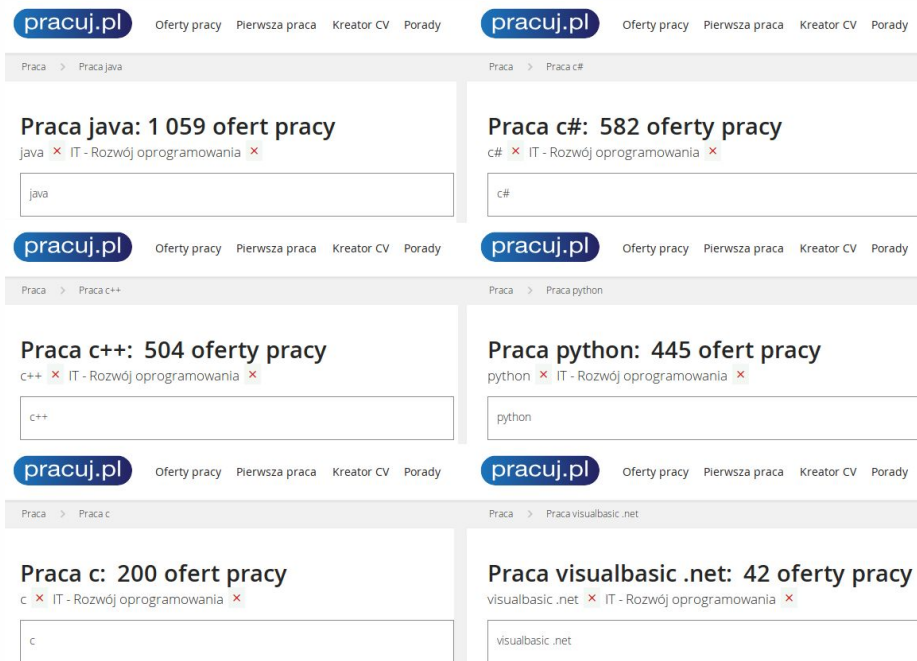 pracuj.pl Oferty pracy Pierwsza praca Kreator CV Porady
Praca > Praca java
Praca java: 1 059 ofert pracy
java × IT - Rozwój oprogramowania ×
java
pracuj.pl Oferty pracy Pierwsza praca Kreator CV Porady
Praca > Praca c#
Praca c#: 582 oferty pracy
c# × IT - Rozwój oprogramowania ×
c#
pracuj.pl Oferty pracy Pierwsza praca Kreator CV Porady
Praca > Praca c++
Praca c++: 504 oferty pracy
c++ × IT - Rozwój oprogramowania ×
c++
pracuj.pl Oferty pracy Pierwsza praca Kreator CV Porady
Praca > Praca python
Praca python: 445 ofert pracy
python × IT - Rozwój oprogramowania ×
python
pracuj.pl Oferty pracy Pierwsza praca Kreator CV Porady
Praca > Praca c
Praca c: 200 ofert pracy
c × IT - Rozwój oprogramowania ×
c
pracuj.pl Oferty pracy Pierwsza praca Kreator CV Porady
Praca > Praca visualbasic .net
Praca visualbasic .net: 42 oferty pracy
visualbasic .net × IT - Rozwój oprogramowania ×
visualbasic .net